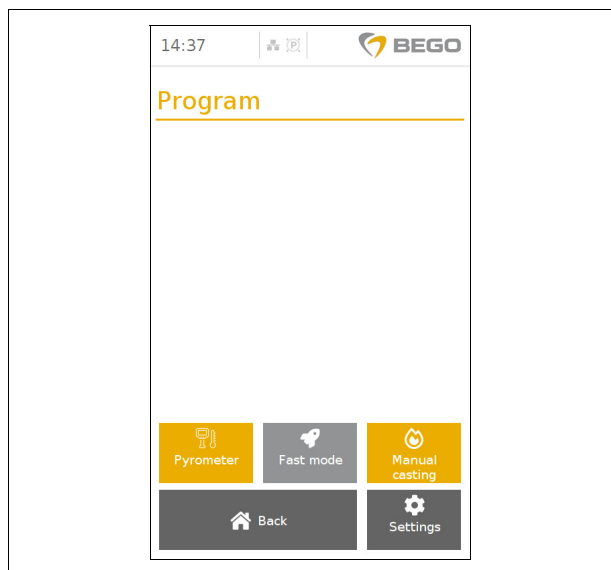 14:37 [P] BEGO
Program
Pyrometer Fast mode Manual
casting
Back Settings